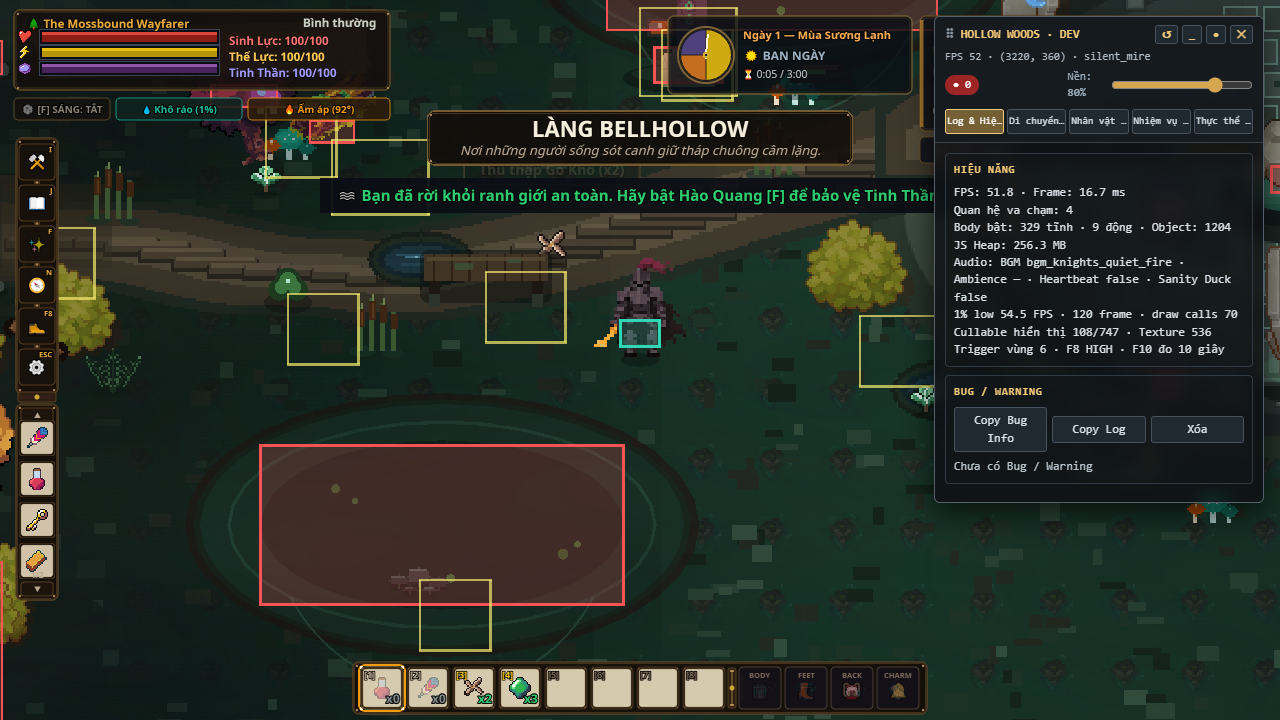 The Mossbound Wayfarer
Bình thường
Sinh Lực: 100/100
Thể Lực: 100/100
Tinh Thần: 100/100
[F] SÁNG: TẮT
Khô ráo (1%)
Ấm áp (92°)
Ngày 1 — Mùa Sương Lạnh
BAN NGÀY
0:05 / 3:00
LÀNG BELLHOLLOW
Nơi những người sống sót canh giữ tháp chuông câm lặng.
Thu thập Gỗ Khô (x2)
Bạn đã rời khỏi ranh giới an toàn. Hãy bật Hào Quang [F] để bảo vệ Tinh Thần
I
J
F
N
F8
ESC
HOLLOW WOODS · DEV
FPS 52 · (3220, 360) · silent_mire
0
Nền:
80%
Log & Hiệ…
Di chuyển…
Nhân vật …
Nhiệm vụ …
Thực thể …
HIỆU NĂNG
FPS: 51.8 · Frame: 16.7 ms
Quan hệ va chạm: 4
Body bật: 329 tĩnh · 9 động · Object: 1204
JS Heap: 256.3 MB
Audio: BGM bgm_knights_quiet_fire ·
Ambience — · Heartbeat false · Sanity Duck
false
1% low 54.5 FPS · 120 frame · draw calls 70
Cullable hiển thị 108/747 · Texture 536
Trigger vùng 6 · F8 HIGH · F10 đo 10 giây
BUG / WARNING
Copy Bug
Info
Copy Log
Xóa
Chưa có Bug / Warning
[1]
x0
[2]
x0
[3]
x2
[4]
x3
[5]
[6]
[7]
[8]
BODY
FEET
BACK
CHARM